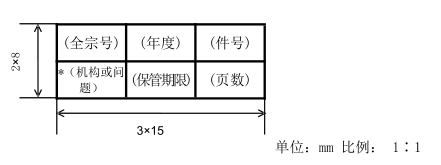 (全宗号) (年度) (件号)
*（机构或问题） (保管期限) (页数)
2×8
3×15
单位：mm 比例： 1∶1